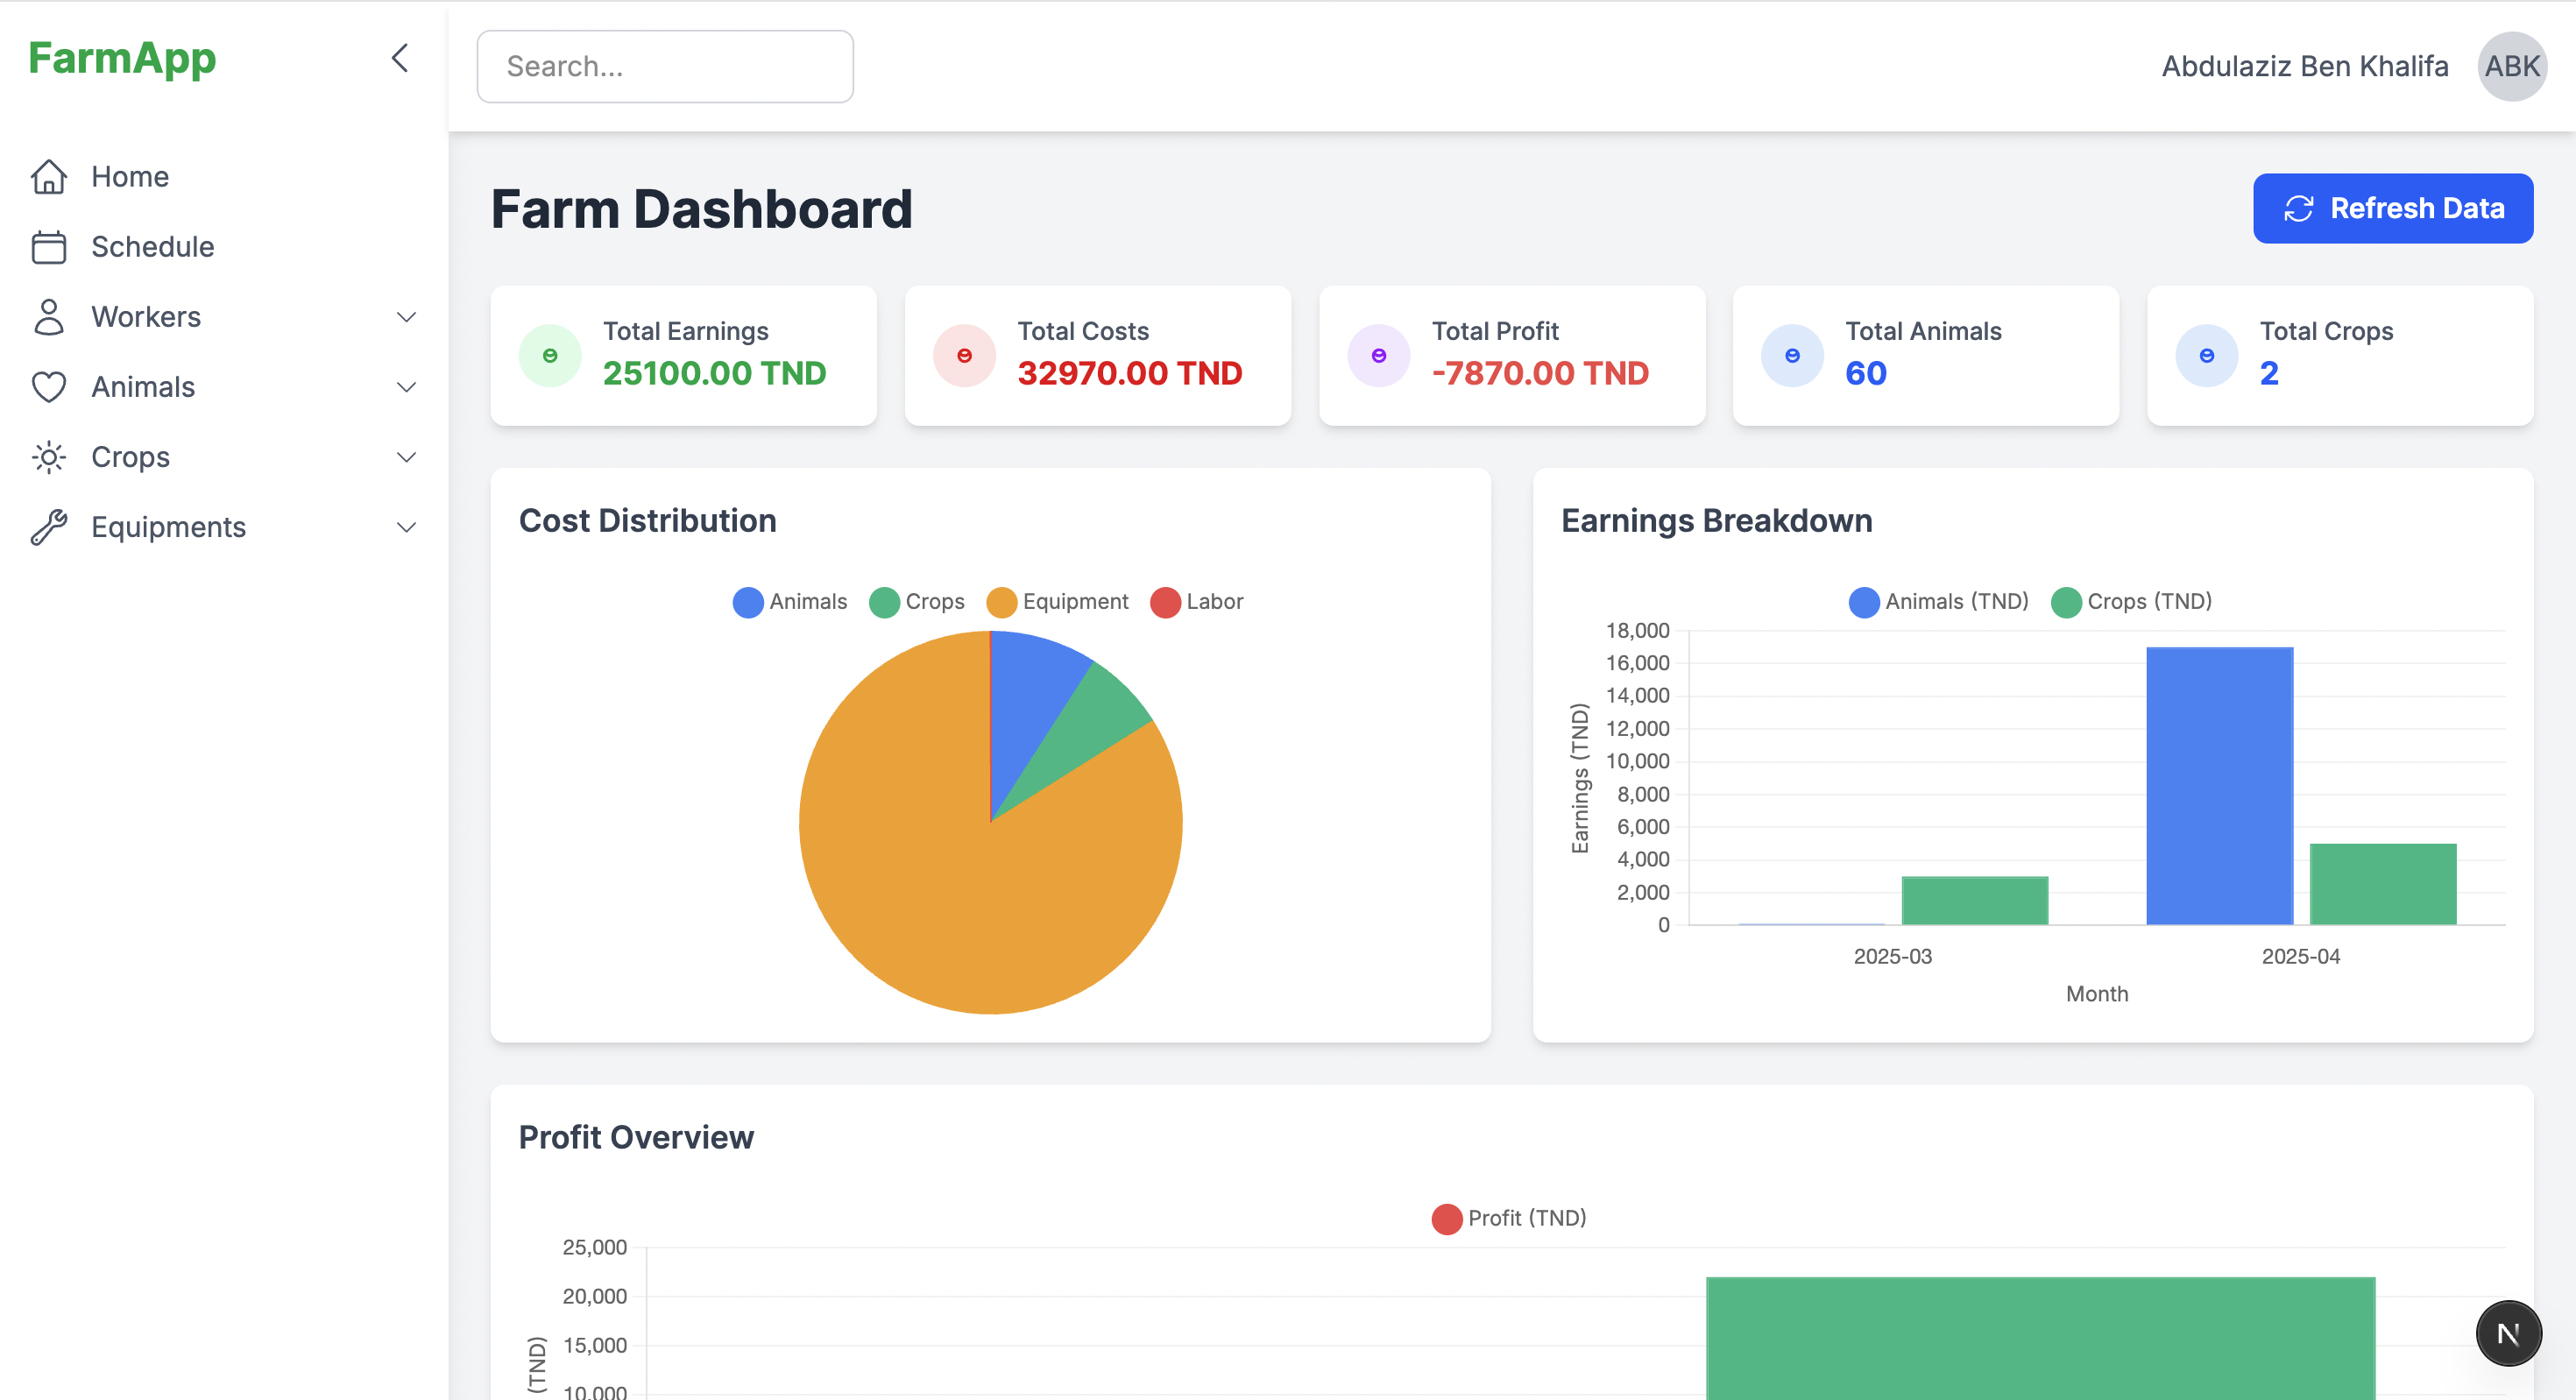 FarmApp
Search...
Abdulaziz Ben Khalifa
ABK
Home
Schedule
Workers
Animals
Crops
Equipments
Farm Dashboard
Refresh Data
Total Earnings
25100.00 TND
Total Costs
32970.00 TND
Total Profit
-7870.00 TND
Total Animals
60
Total Crops
2
Cost Distribution
Animals
Crops
Equipment
Labor
Earnings Breakdown
Animals (TND)
Crops (TND)
18,000
16,000
14,000
12,000
10,000
8,000
6,000
4,000
2,000
0
Earnings (TND)
2025-03
2025-04
Month
Profit Overview
Profit (TND)
25,000
20,000
15,000
10,000
(TND)
N